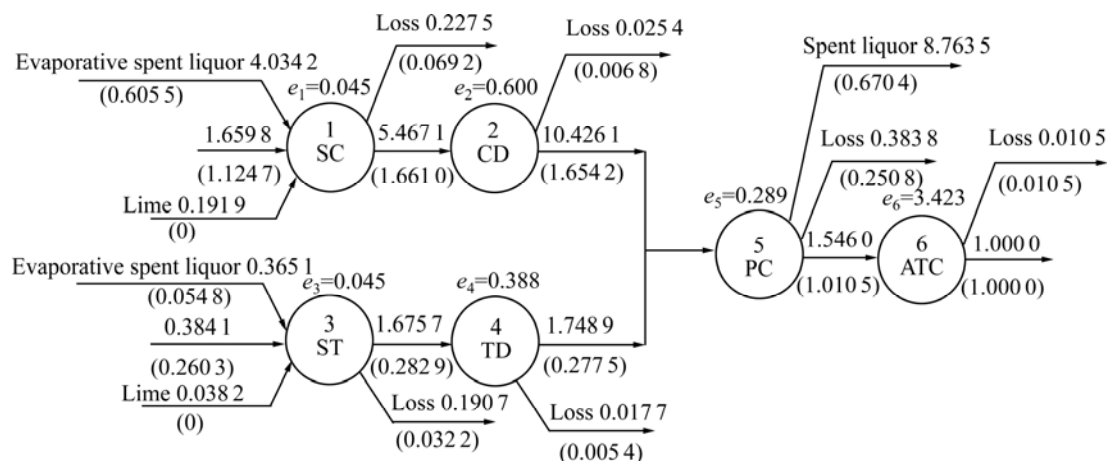 Loss 0.227 5
(0.069 2)
Loss 0.025 4
(0.006 8)
Evaporative spent liquor 4.034 2
(0.605 5)
e1=0.045
e2=0.600
1.659 8
(1.124 7)
1
SC
5.467 1
(1.661 0)
2
CD
10.426 1
(1.654 2)
Lime 0.191 9
(0)
Spent liquor 8.763 5
(0.670 4)
Loss 0.383 8
(0.250 8)
Loss 0.010 5
(0.010 5)
e5=0.289
e6=3.423
5
PC
1.546 0
(1.010 5)
6
ATC
1.000 0
(1.000 0)
Evaporative spent liquor 0.365 1
(0.054 8)
e3=0.045
e4=0.388
0.384 1
(0.260 3)
3
ST
1.675 7
(0.282 9)
4
TD
1.748 9
(0.277 5)
Lime 0.038 2
(0)
Loss 0.190 7
(0.032 2)
Loss 0.017 7
(0.005 4)